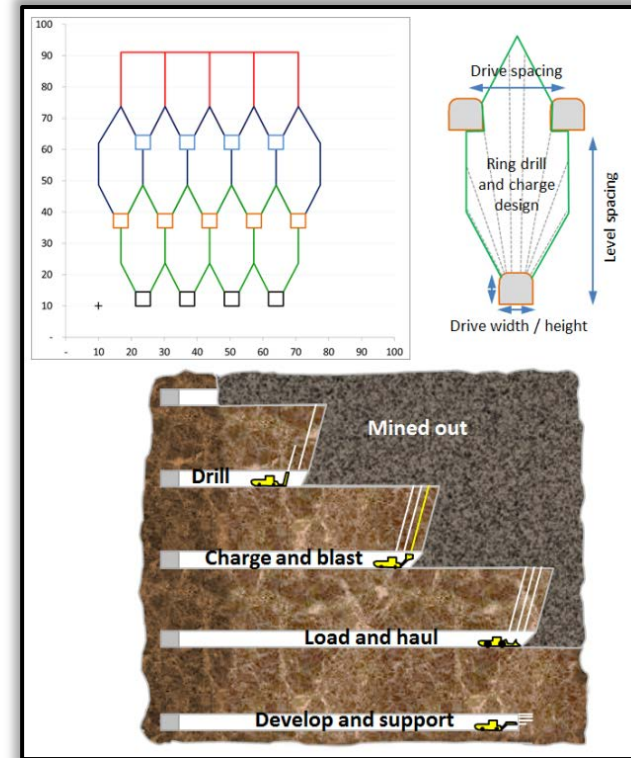 100
90
80
70
60
50
40
30
20
10
-
- 10 20 30 40 50 60 70 80 90 100
Drive spacing
Ring drill
and charge
design
Level spacing
Drive width / height
Mined out
Drill
Charge and blast
Load and haul
Develop and support